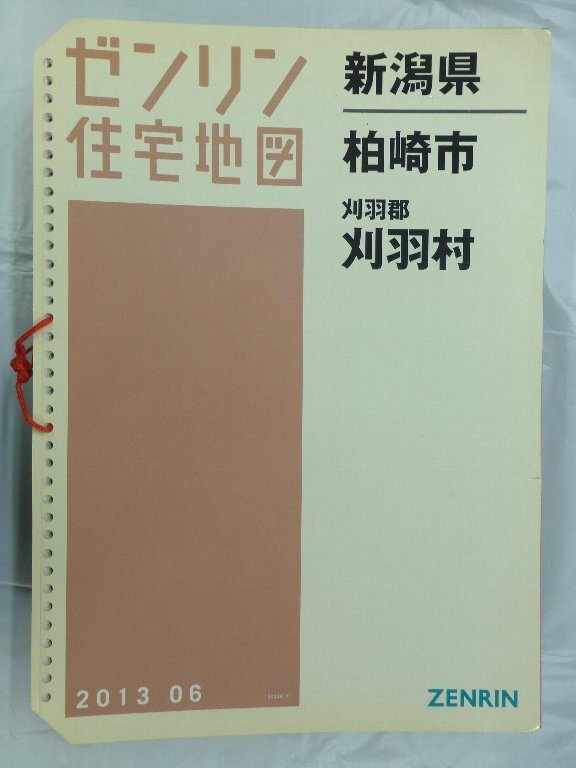 ゼンリン
住宅地図
新潟県
柏崎市
刈羽郡
刈羽村
2013 06
ZENRIN